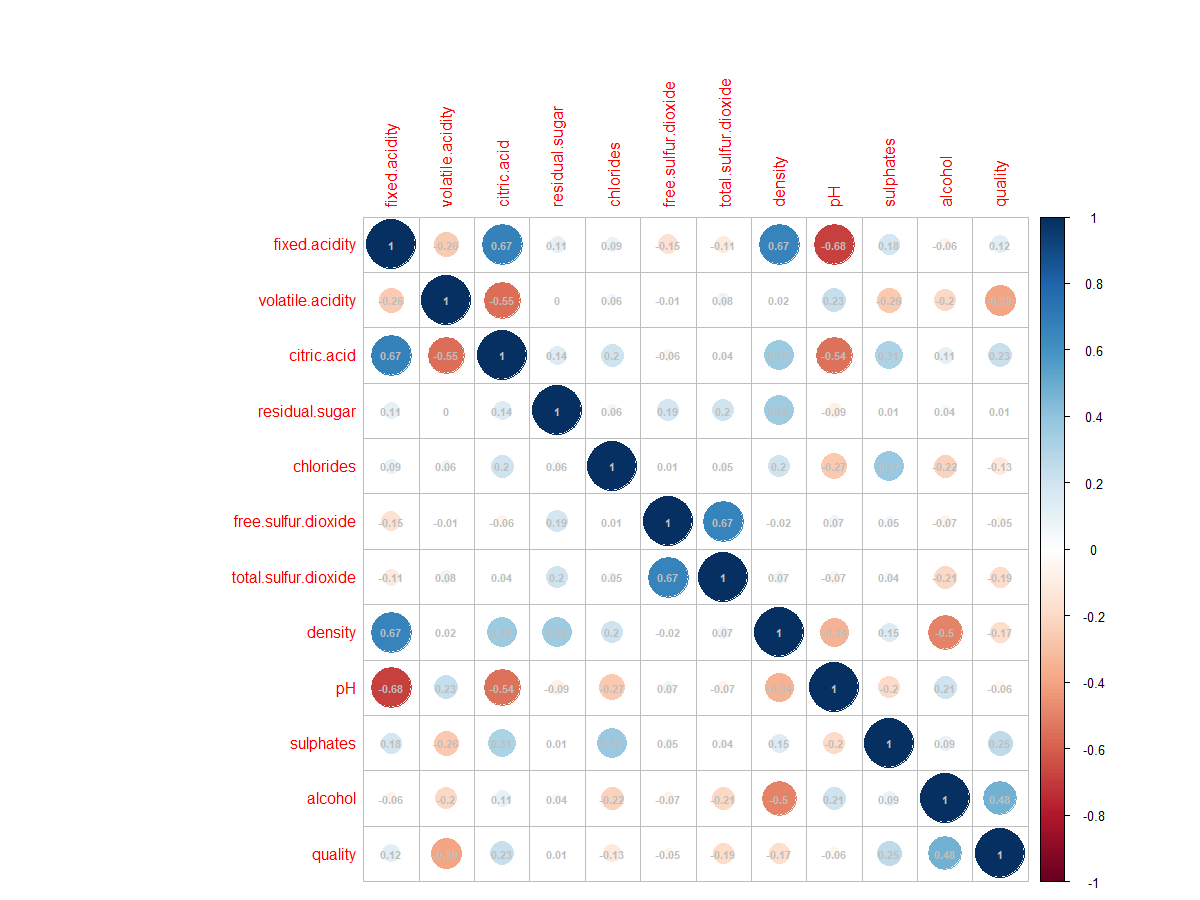 fixed.acidity volatile.acidity citric.acid residual.sugar chlorides free.sulfur.dioxide total.sulfur.dioxide density pH sulphates alcohol quality
fixed.acidity 1 -0.26 0.67 0.11 0.09 -0.15 -0.11 0.67 -0.68 0.18 -0.06 0.12 1
volatile.acidity -0.26 1 -0.55 0 0.06 -0.01 0.08 0.02 0.23 -0.26 -0.2 0.8
citric.acid 0.67 -0.55 1 0.14 0.2 -0.06 0.04 -0.54 0.31 0.11 0.23 0.6
residual.sugar 0.11 0 0.14 1 0.06 0.19 0.2 -0.09 0.01 0.04 0.01 0.4
chlorides 0.09 0.06 0.2 0.06 1 0.01 0.05 0.2 -0.27 -0.22 -0.13 0.2
free.sulfur.dioxide -0.15 -0.01 -0.06 0.19 0.01 1 0.67 -0.02 0.07 0.05 -0.07 -0.05 0
total.sulfur.dioxide -0.11 0.08 0.04 0.2 0.05 0.67 1 0.07 -0.07 0.04 -0.21 -0.19 -0.2
density 0.67 0.02 0.2 -0.02 0.07 1 0.15 -0.5 -0.17
pH -0.68 0.23 -0.54 -0.09 -0.27 0.07 -0.07 1 -0.2 0.21 -0.06 -0.4
sulphates 0.18 -0.26 0.31 0.01 0.05 0.04 0.15 -0.2 1 0.09 0.25 -0.6
alcohol -0.06 -0.2 0.11 0.04 -0.22 -0.07 -0.21 -0.5 0.21 0.09 1 0.48 -0.8
quality 0.12 0.23 0.01 -0.13 -0.05 -0.19 -0.17 -0.06 0.25 0.48 1 -1